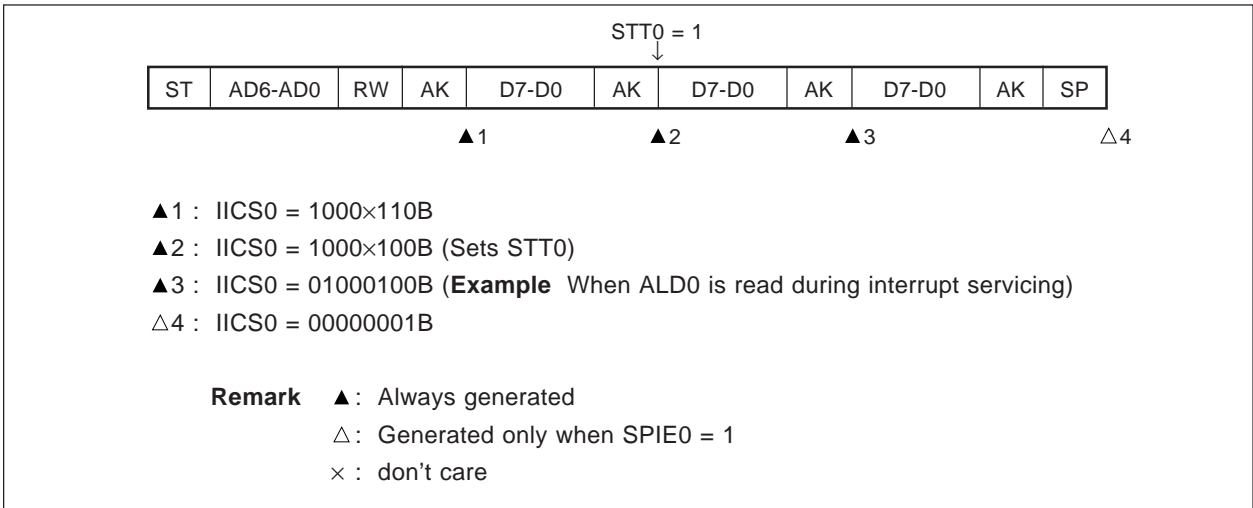 STT0 = 1
↓
ST AD6-AD0 RW AK D7-D0 AK D7-D0 AK D7-D0 AK SP
▲1 ▲2 ▲3 △4
▲1 : IICS0 = 1000×110B
▲2 : IICS0 = 1000×100B (Sets STT0)
▲3 : IICS0 = 01000100B (Example When ALD0 is read during interrupt servicing)
△4 : IICS0 = 00000001B
Remark ▲ : Always generated
△ : Generated only when SPIE0 = 1
× : don't care